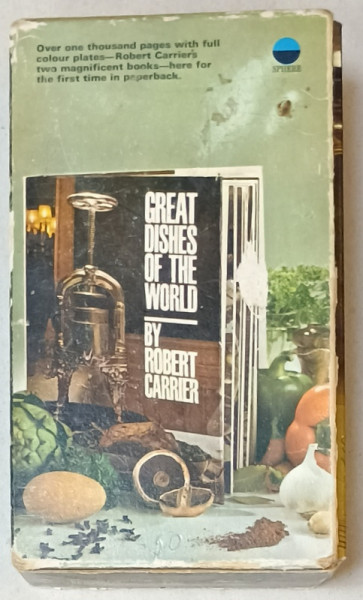 Over one thousand pages with full
colour plates—Robert Carrier's
two magnificent books—here for
the first time in paperback.
SPHERE
GREAT
DISHES
OF THE
WORLD
BY
ROBERT
CARRIER